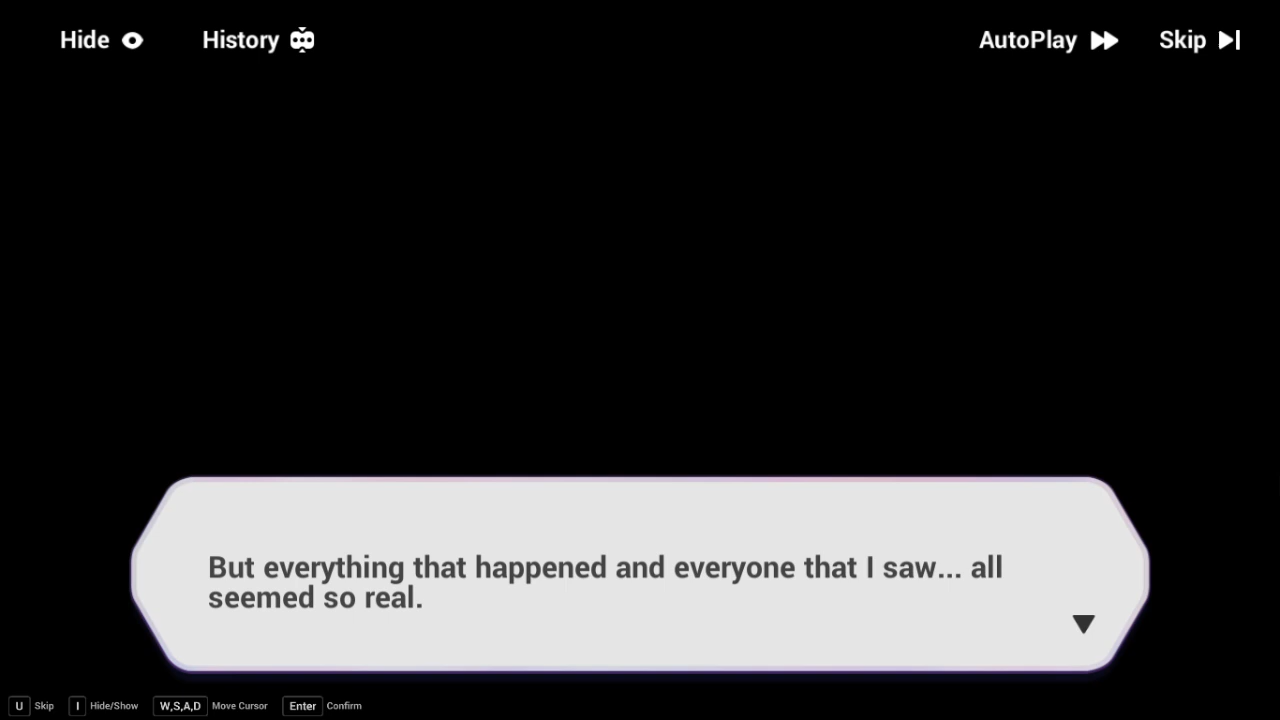 Hide
History
AutoPlay
Skip
But everything that happened and everyone that I saw... all
seemed so real.
U Skip
I Hide/Show
W,S,A,D Move Cursor
Enter Confirm